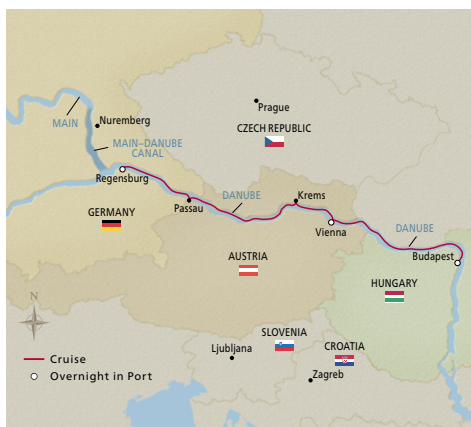 Prague
CZECH REPUBLIC
Nuremberg
MAIN
MAIN–DANUBE
CANAL
Regensburg
Passau
DANUBE
Krems
Vienna
DANUBE
Budapest
GERMANY
AUSTRIA
HUNGARY
N
SLOVENIA
Ljubljana
CROATIA
Zagreb
Cruise
Overnight in Port